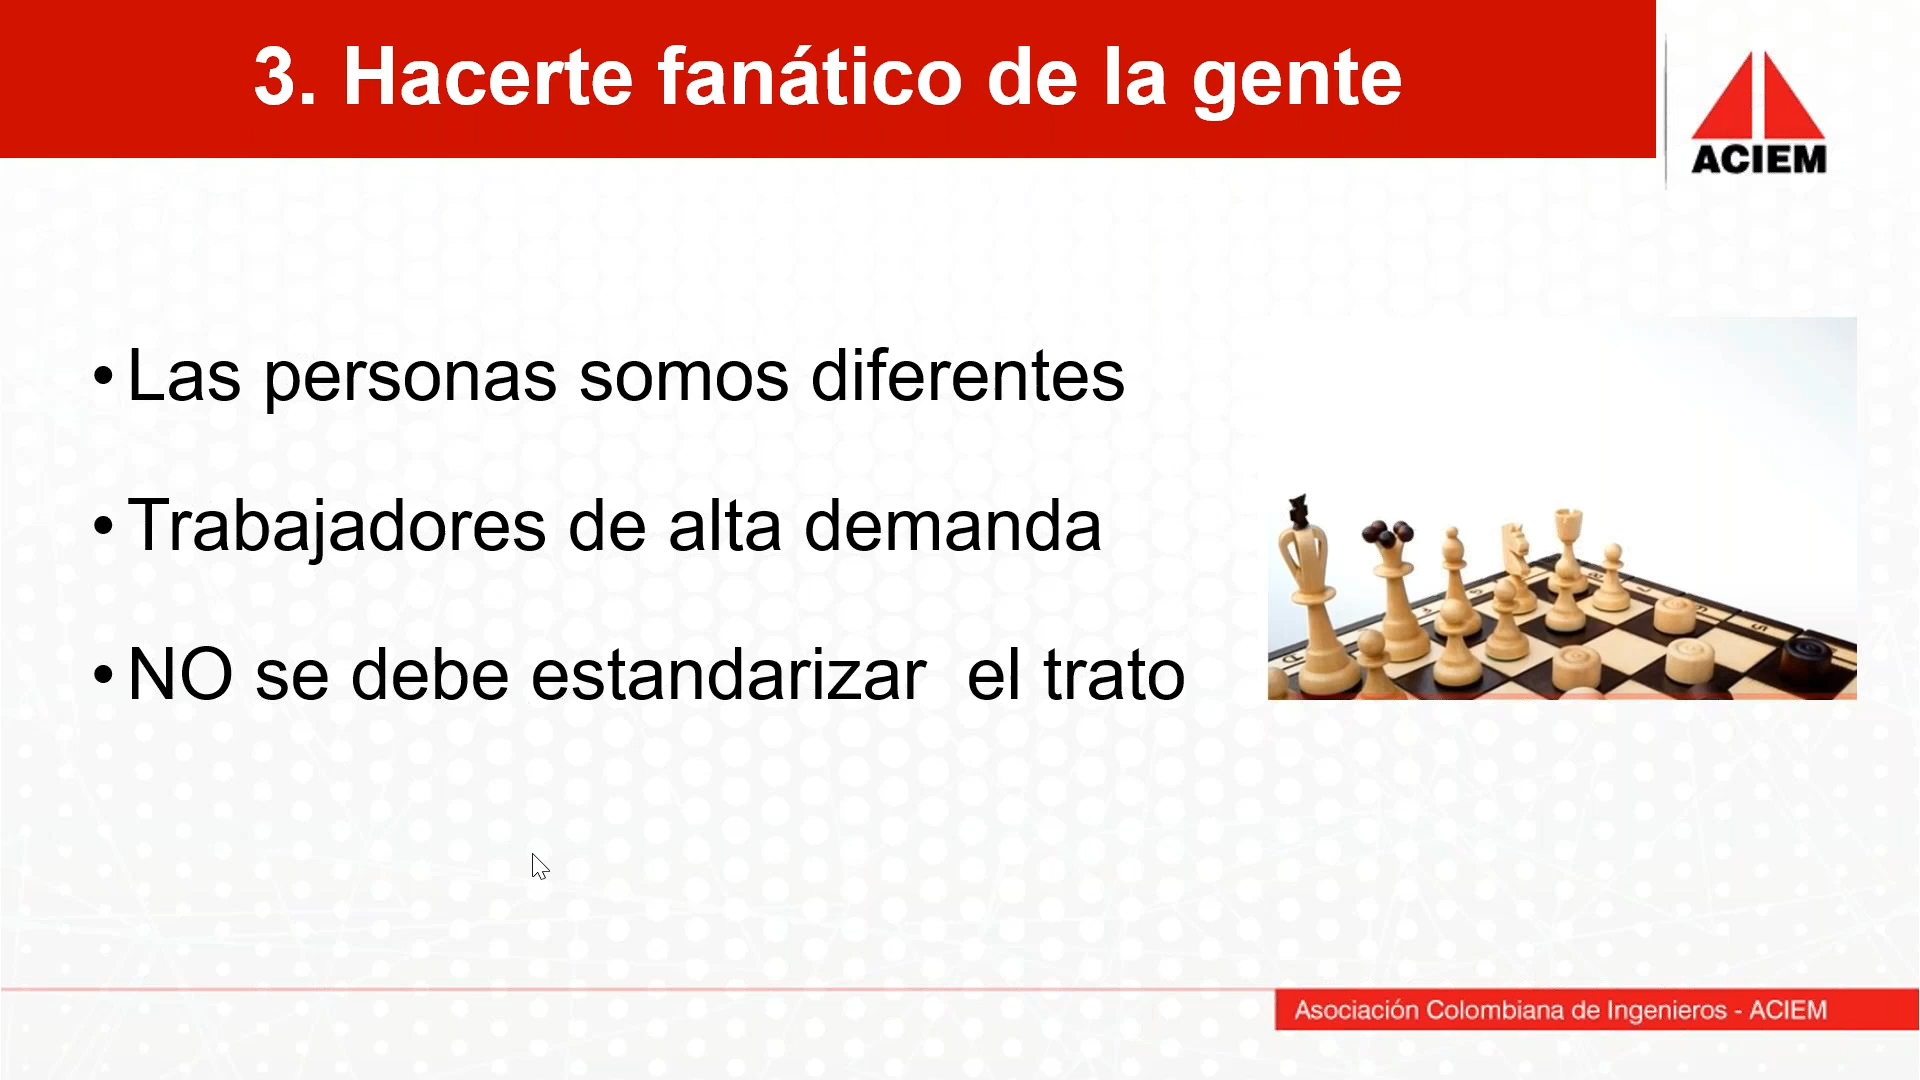 3. Hacerte fanático de la gente
ACIEM
• Las personas somos diferentes
• Trabajadores de alta demanda
• NO se debe estandarizar  el trato
Asociación Colombiana de Ingenieros - ACIEM